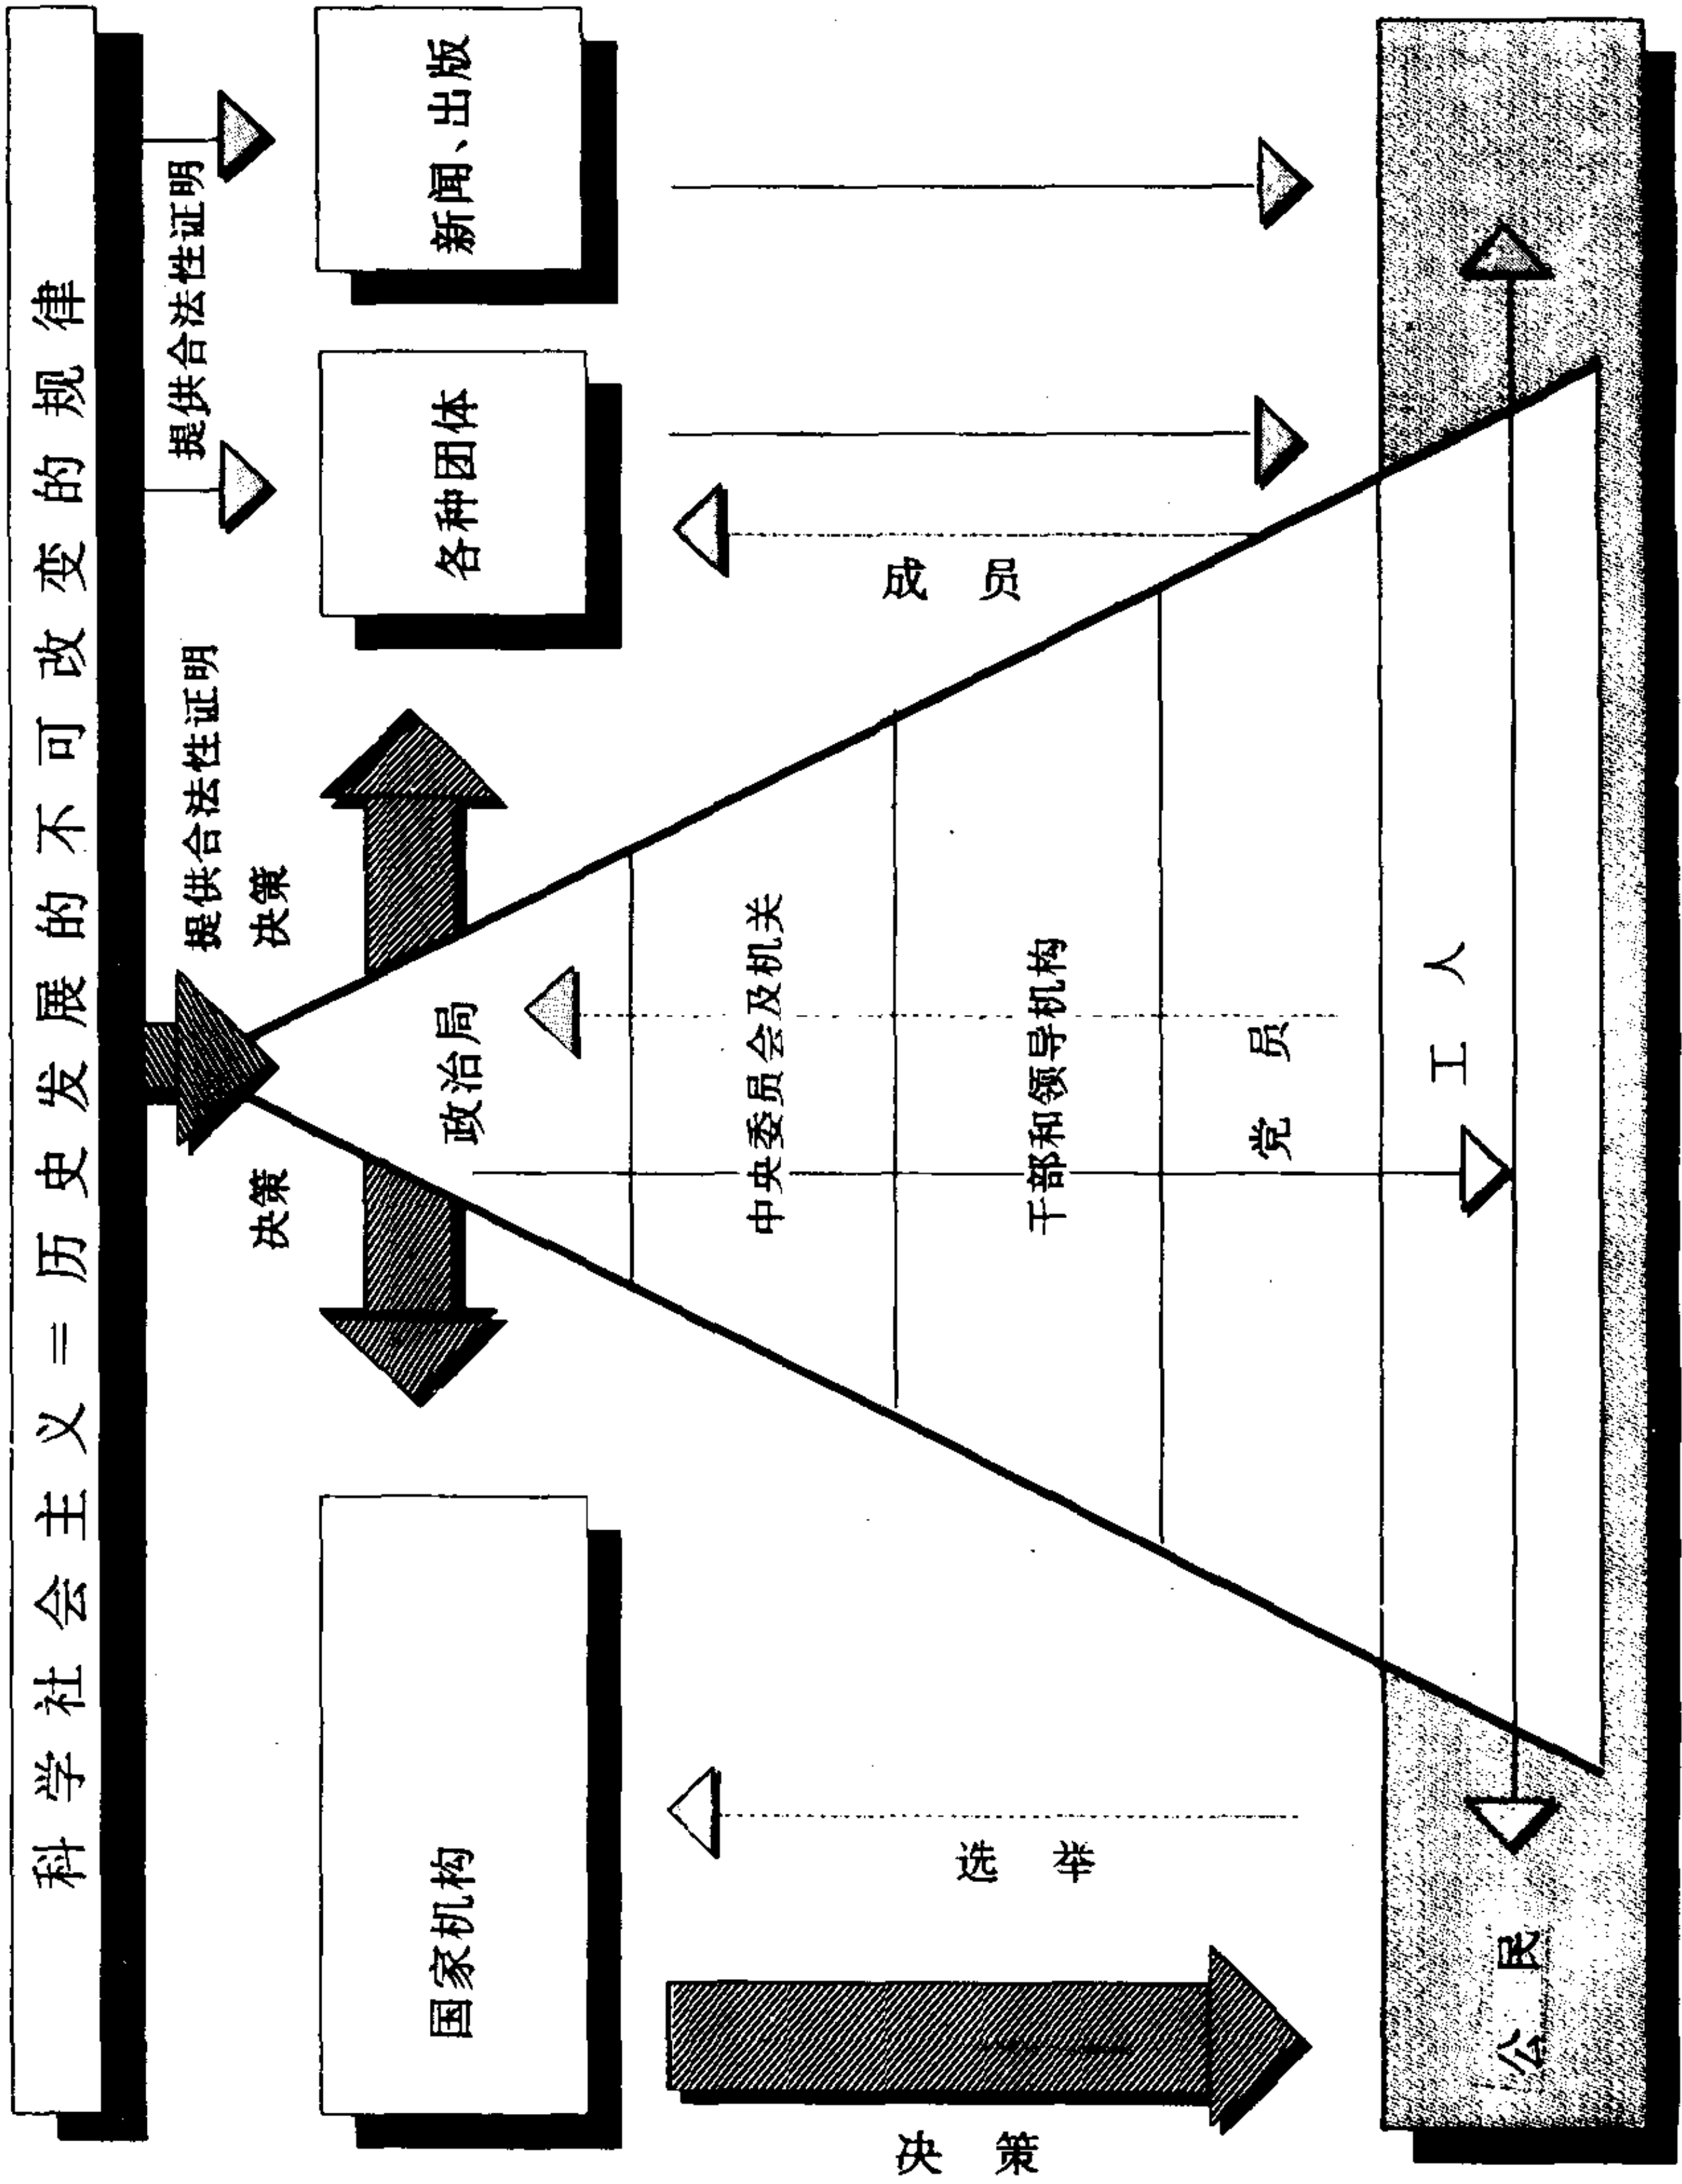 科学社会主义=历史发展的不可改变的规律
提供合法性证明
提供合法性证明
决策
决策
国家机构
政治局
各种团体
新闻、出版
中央委员会及机关
成员
选举
决策
干部和领导机构
党员
工人
公民